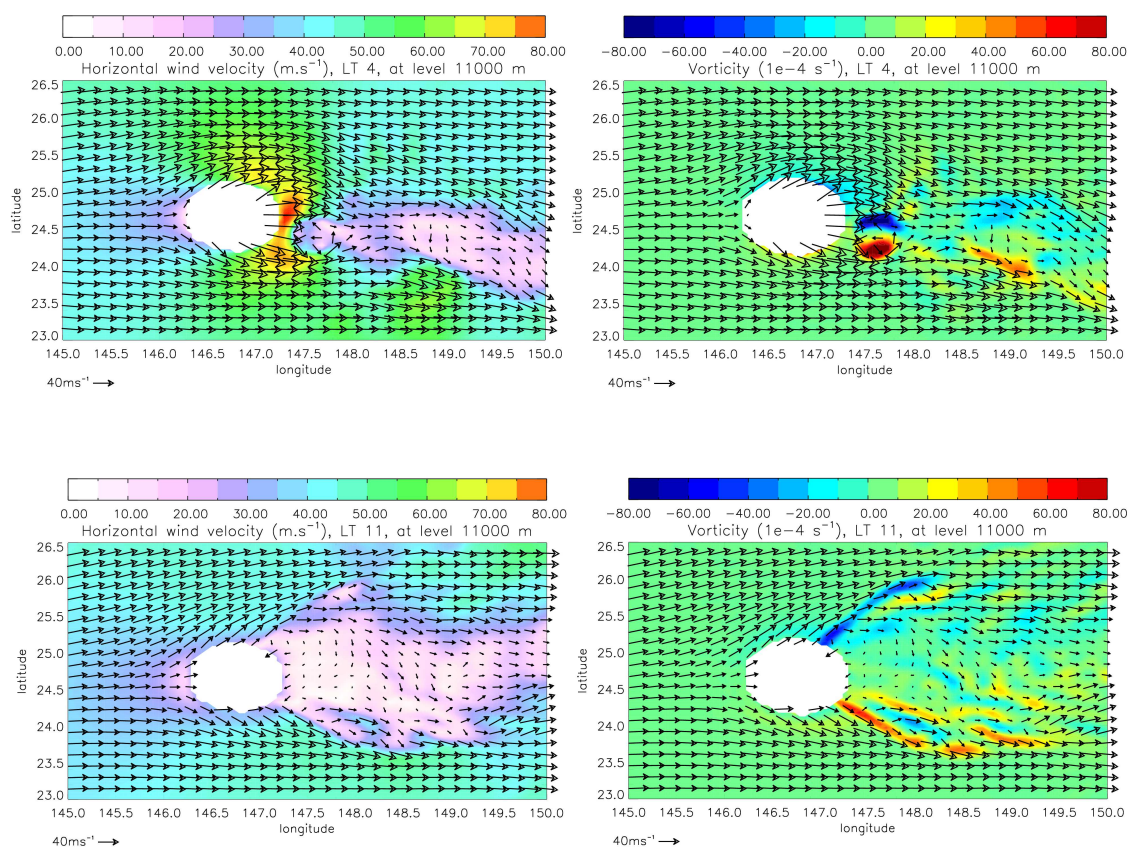 0.00 10.00 20.00 30.00 40.00 50.00 60.00 70.00 80.00
Horizontal wind velocity (m.s⁻¹), LT 4, at level 11000 m
26.5
26.0
25.5
25.0
24.5
24.0
23.5
23.0
latitude
145.0 145.5 146.0 146.5 147.0 147.5 148.0 148.5 149.0 149.5 150.0
longitude
40ms⁻¹
−80.00 −60.00 −40.00 −20.00 0.00 20.00 40.00 60.00 80.00
Vorticity (1e−4 s⁻¹), LT 4, at level 11000 m
26.5
26.0
25.5
25.0
24.5
24.0
23.5
23.0
latitude
145.0 145.5 146.0 146.5 147.0 147.5 148.0 148.5 149.0 149.5 150.0
longitude
40ms⁻¹
0.00 10.00 20.00 30.00 40.00 50.00 60.00 70.00 80.00
Horizontal wind velocity (m.s⁻¹), LT 11, at level 11000 m
26.5
26.0
25.5
25.0
24.5
24.0
23.5
23.0
latitude
145.0 145.5 146.0 146.5 147.0 147.5 148.0 148.5 149.0 149.5 150.0
longitude
40ms⁻¹
−80.00 −60.00 −40.00 −20.00 0.00 20.00 40.00 60.00 80.00
Vorticity (1e−4 s⁻¹), LT 11, at level 11000 m
26.5
26.0
25.5
25.0
24.5
24.0
23.5
23.0
latitude
145.0 145.5 146.0 146.5 147.0 147.5 148.0 148.5 149.0 149.5 150.0
longitude
40ms⁻¹